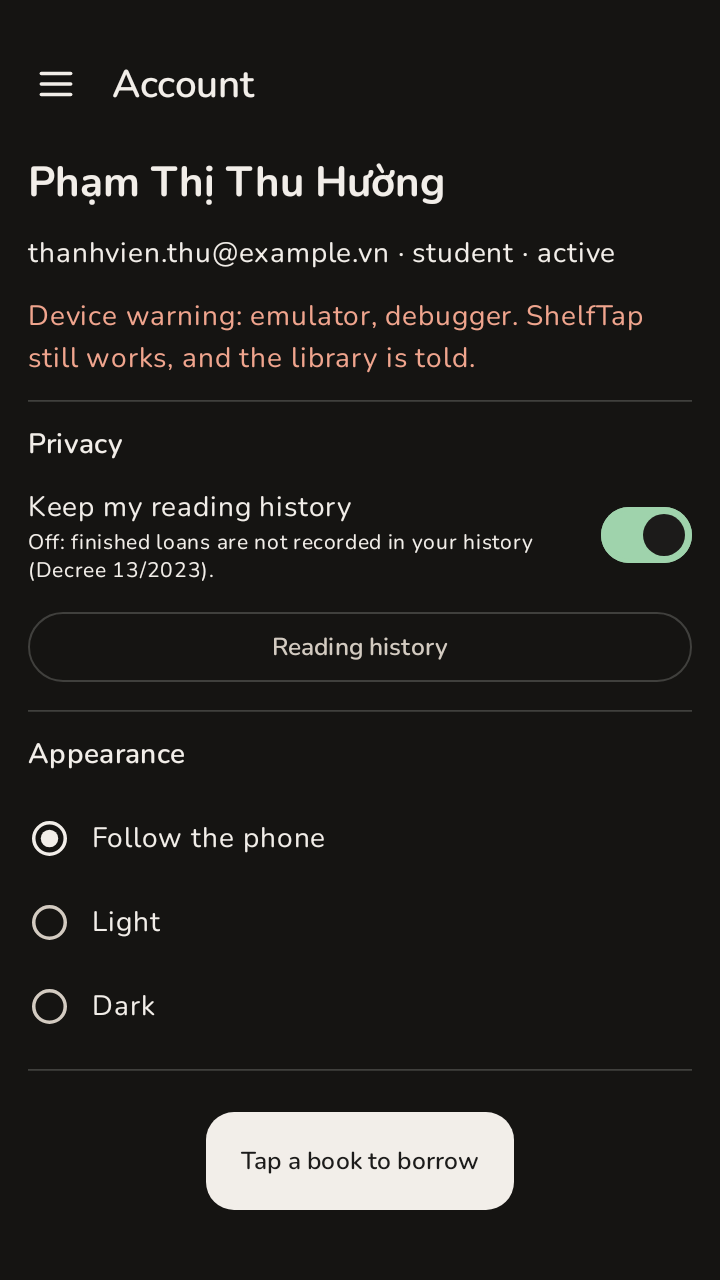 Account
Phạm Thị Thu Hường
thanhvien.thu@example.vn · student · active
Device warning: emulator, debugger. ShelfTap
still works, and the library is told.
Privacy
Keep my reading history
Off: finished loans are not recorded in your history
(Decree 13/2023).
Reading history
Appearance
Follow the phone
Light
Dark
Tap a book to borrow